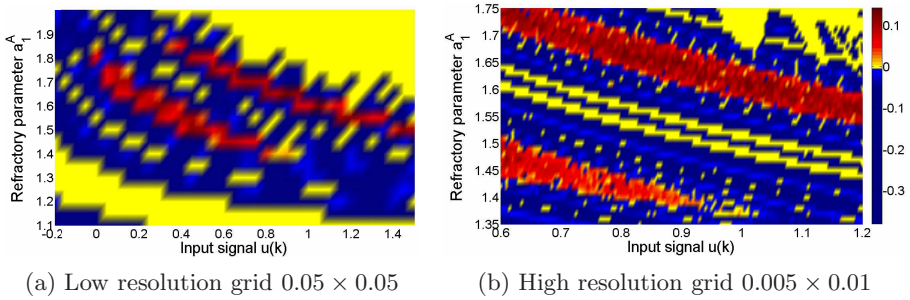 Refractory parameter a₁ᴬ
1.9
1.8
1.7
1.6
1.5
1.4
1.3
1.2
1.1
-0.2 0 0.2 0.4 0.6 0.8 1 1.2 1.4
Input signal u(k)
(a) Low resolution grid 0.05 × 0.05
Refractory parameter a₁ᴬ
1.75
1.7
1.65
1.6
1.55
1.5
1.45
1.4
1.35
0.6 0.7 0.8 0.9 1 1.1 1.2
Input signal u(k)
0.1
0
-0.1
-0.2
-0.3
(b) High resolution grid 0.005 × 0.01